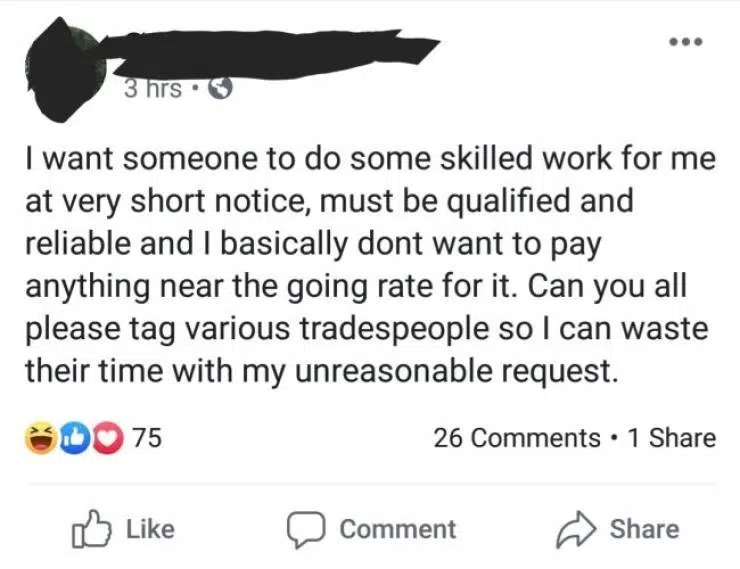 3 hrs ·
I want someone to do some skilled work for me
at very short notice, must be qualified and
reliable and I basically dont want to pay
anything near the going rate for it. Can you all
please tag various tradespeople so I can waste
their time with my unreasonable request.
75 26 Comments • 1 Share
Like Comment Share